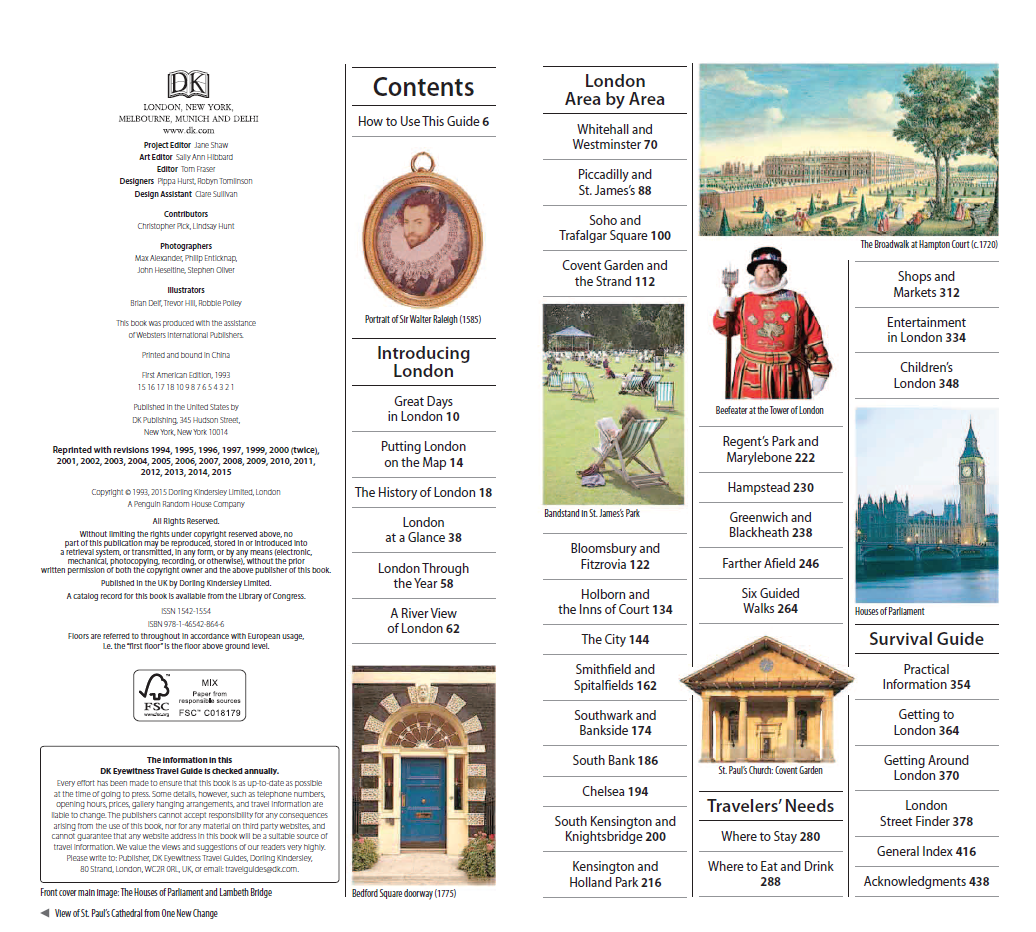 DK
LONDON, NEW YORK,
MELBOURNE, MUNICH AND DELHI
www.dk.com
Project Editor Jane Shaw
Art Editor Sally Ann Hibbard
Editor Tom Fraser
Designers Pippa Hurst, Robyn Tomlinson
Design Assistant Clare Sullivan
Contributors
Christopher Pick, Lindsay Hunt
Photographers
Max Alexander, Philip Enticknap,
John Heseltine, Stephen Oliver
Illustrators
Brian Delf, Trevor Hill, Robbie Polley
This book was produced with the assistance
of Websters International Publishers.
Printed and bound in China
First American Edition, 1993
15 16 17 18 10 9 8 7 6 5 4 3 2 1
Published in the United States by
DK Publishing, 345 Hudson Street,
New York, New York 10014
Reprinted with revisions 1994, 1995, 1996, 1997, 1999, 2000 (twice),
2001, 2002, 2003, 2004, 2005, 2006, 2007, 2008, 2009, 2010, 2011,
2012, 2013, 2014, 2015
Copyright © 1993, 2015 Dorling Kindersley Limited, London
A Penguin Random House Company
All Rights Reserved.
Without limiting the rights under copyright reserved above, no
part of this publication may be reproduced, stored in or introduced into
a retrieval system, or transmitted, in any form, or by any means (electronic,
mechanical, photocopying, recording, or otherwise), without the prior
written permission of both the copyright owner and the above publisher of this book.
Published in the UK by Dorling Kindersley Limited.
A catalog record for this book is available from the Library of Congress.
ISSN 1542-1554
ISBN 978-1-46542-864-6
Floors are referred to throughout in accordance with European usage,
i.e. the "first floor" is the floor above ground level.
FSC
www.fsc.org
MIX
Paper from
responsible sources
FSC™ C018179
The information in this
DK Eyewitness Travel Guide is checked annually.
Every effort has been made to ensure that this book is as up-to-date as possible
at the time of going to press. Some details, however, such as telephone numbers,
opening hours, prices, gallery hanging arrangements, and travel information are
liable to change. The publishers cannot accept responsibility for any consequences
arising from the use of this book, nor for any material on third party websites, and
cannot guarantee that any website address in this book will be a suitable source of
travel information. We value the views and suggestions of our readers very highly.
Please write to: Publisher, DK Eyewitness Travel Guides, Dorling Kindersley,
80 Strand, London, WC2R 0RL, UK, or email: travelguides@dk.com.
Front cover main image: The Houses of Parliament and Lambeth Bridge
◀ View of St. Paul's Cathedral from One New Change
Contents
How to Use This Guide 6
Portrait of Sir Walter Raleigh (1585)
Introducing
London
Great Days
in London 10
Putting London
on the Map 14
The History of London 18
London
at a Glance 38
London Through
the Year 58
A River View
of London 62
Bedford Square doorway (1775)
London
Area by Area
Whitehall and
Westminster 70
Piccadilly and
St. James's 88
Soho and
Trafalgar Square 100
Covent Garden and
the Strand 112
Bandstand in St. James's Park
Bloomsbury and
Fitzrovia 122
Holborn and
the Inns of Court 134
The City 144
Smithfield and
Spitalfields 162
Southwark and
Bankside 174
South Bank 186
Chelsea 194
South Kensington and
Knightsbridge 200
Kensington and
Holland Park 216
The Broadwalk at Hampton Court (c.1720)
Beefeater at the Tower of London
Regent's Park and
Marylebone 222
Hampstead 230
Greenwich and
Blackheath 238
Farther Afield 246
Six Guided
Walks 264
St. Paul's Church: Covent Garden
Travelers' Needs
Where to Stay 280
Where to Eat and Drink
288
Shops and
Markets 312
Entertainment
in London 334
Children's
London 348
Houses of Parliament
Survival Guide
Practical
Information 354
Getting to
London 364
Getting Around
London 370
London
Street Finder 378
General Index 416
Acknowledgments 438